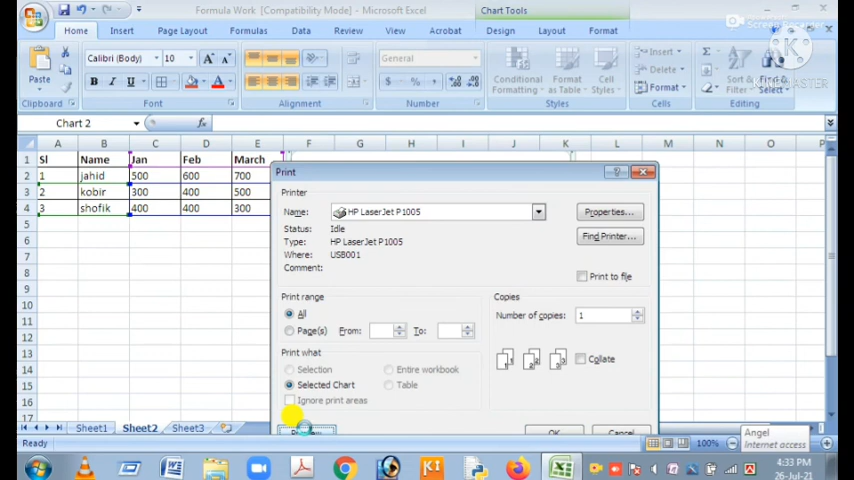 Formula Work [Compatibility Mode] - Microsoft Excel
Chart Tools
Home Insert Page Layout Formulas Data Review View Acrobat Design Layout Format
Calibri (Body) 10
General
Paste
Conditional Formatting
Format as Table
Cell Styles
Insert
Delete
Format
Sort & Filter
Find & Select
Clipboard Font Alignment Number Styles Cells Editing
Chart 2
fx
A B C D E F G H I J K L M N O P
1 Sl Name Jan Feb March
2 1 jahid 500 600 700
3 2 kobir 300 400 500
4 3 shofik 400 400 300
5
6
7
8
9
10
11
12
13
14
15
16
17
Print
Printer
Name: HP LaserJet P1005
Properties...
Status: Idle
Type: HP LaserJet P1005
Find Printer...
Where: USB001
Comment:
Print to file
Print range
All
Page(s) From: To:
Copies
Number of copies: 1
Collate
Print what
Selection Entire workbook
Selected Chart Table
Ignore print areas
OK Cancel
Sheet1 Sheet2 Sheet3
Ready
100%
Angel
Internet access
4:33 PM
26-Jul-21